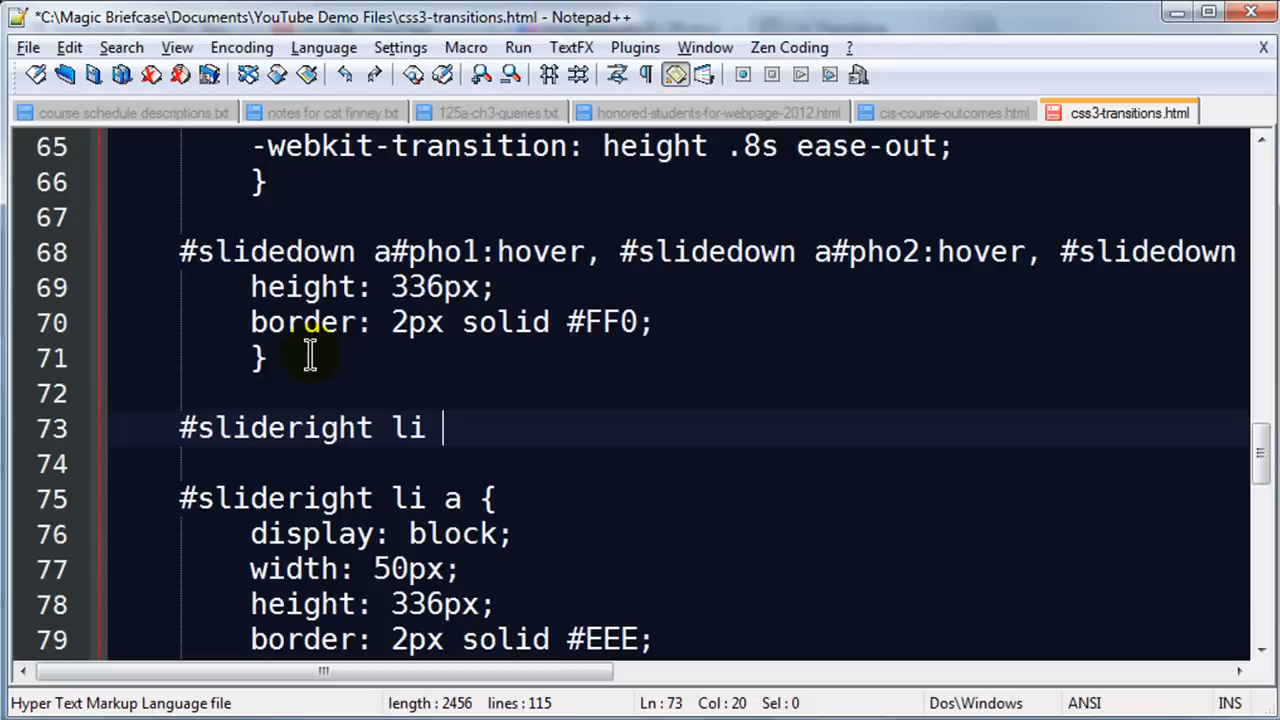 *C:\Magic Briefcase\Documents\YouTube Demo Files\css3-transitions.html - Notepad++
File Edit Search View Encoding Language Settings Macro Run TextFX Plugins Window Zen Coding ? X
course schedule descriptions.txt notes for cat finney.txt 125a-ch3-queries.txt honored-students-for-webpage-2012.html cis-course-outcomes.html css3-transitions.html
65 -webkit-transition: height .8s ease-out;
66 }
67
68 #slidedown a#pho1:hover, #slidedown a#pho2:hover, #slidedown
69 height: 336px;
70 border: 2px solid #FF0;
71 }
72
73 #slideright li
74
75 #slideright li a {
76 display: block;
77 width: 50px;
78 height: 336px;
79 border: 2px solid #EEE;
Hyper Text Markup Language file length : 2456 lines : 115 Ln : 73 Col : 20 Sel : 0 Dos\Windows ANSI INS